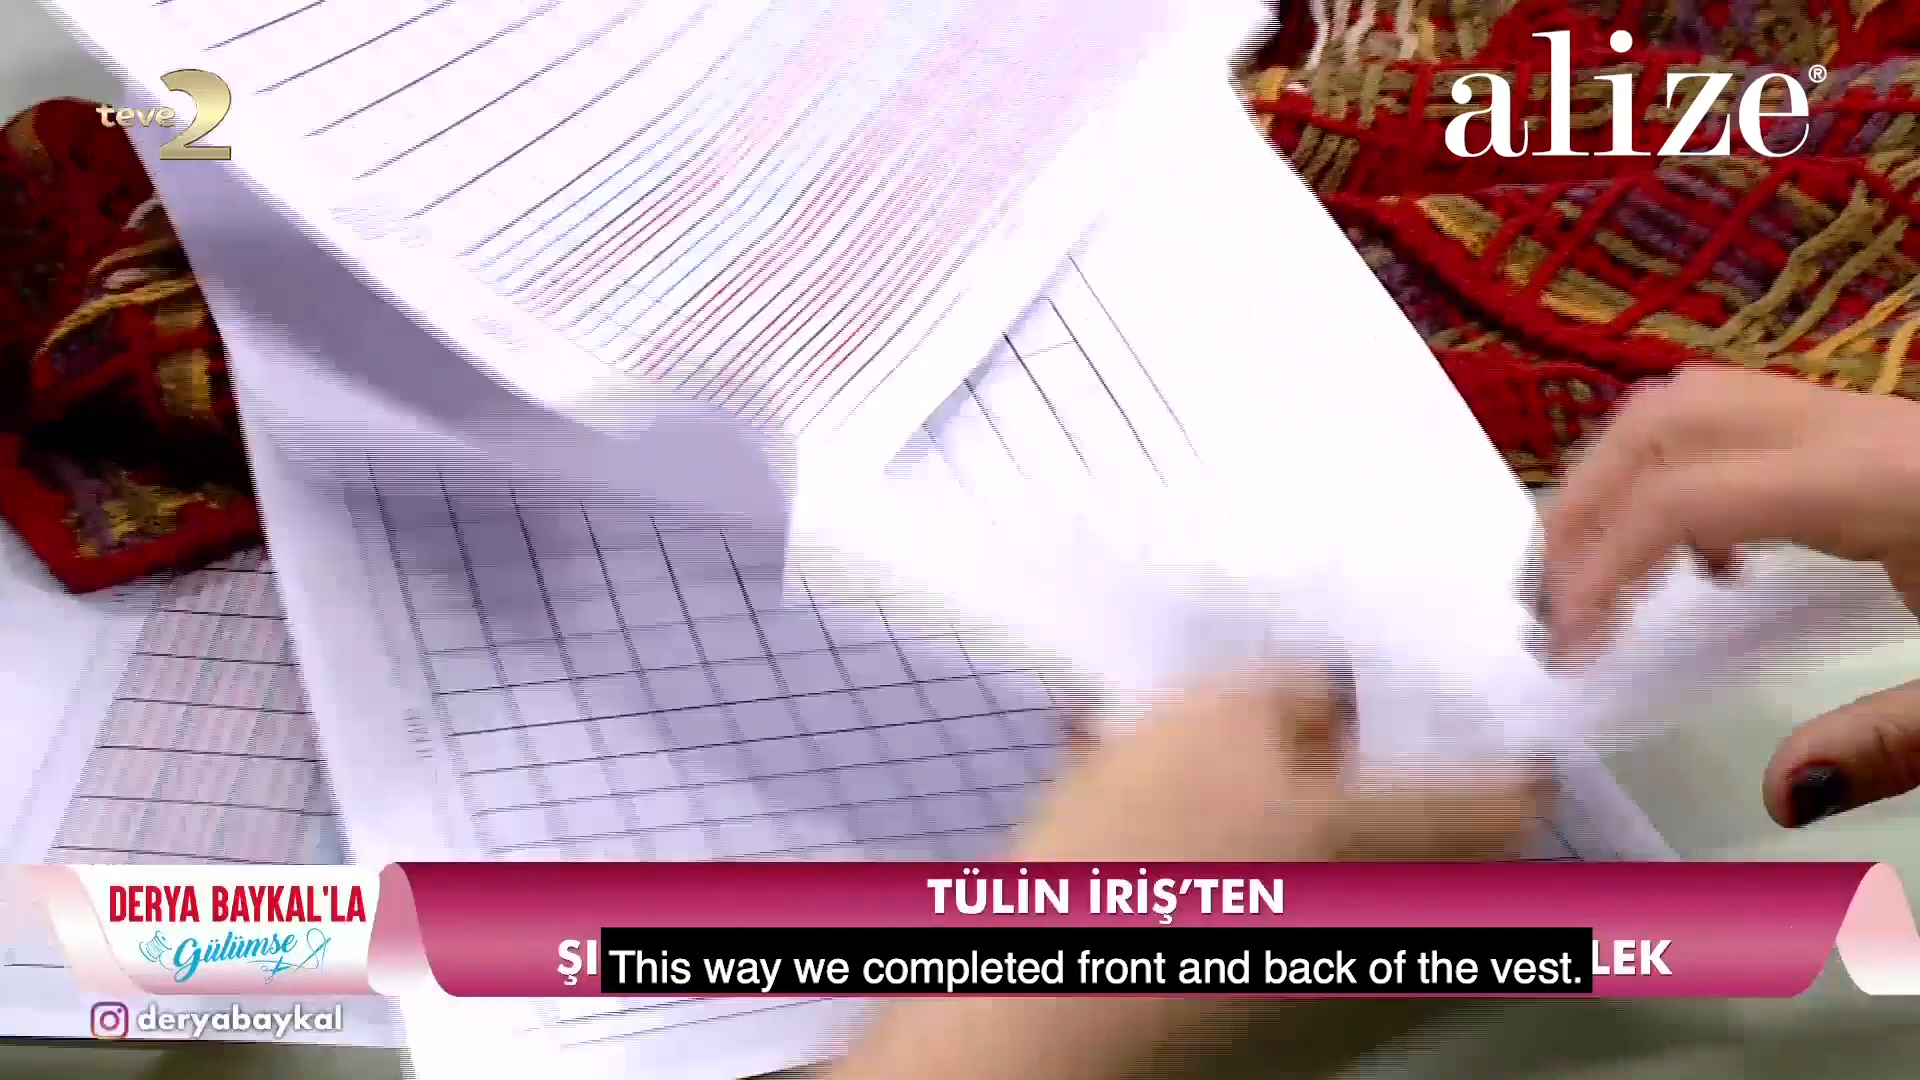 teve2
alize®
DERYA BAYKAL'LA
Gülümse
TÜLİN İRİŞ'TEN
ŞI
LEK
This way we completed front and back of the vest.
deryabaykal